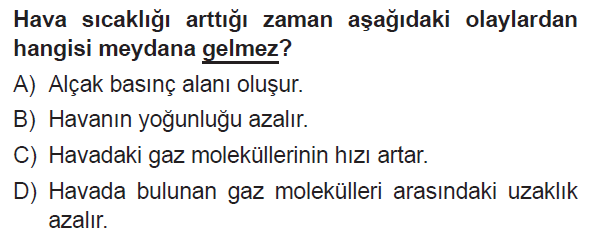 Hava sıcaklığı arttığı zaman aşağıdaki olaylardan
hangisi meydana gelmez?
A) Alçak basınç alanı oluşur.
B) Havanın yoğunluğu azalır.
C) Havadaki gaz moleküllerinin hızı artar.
D) Havada bulunan gaz molekülleri arasındaki uzaklık
azalır.